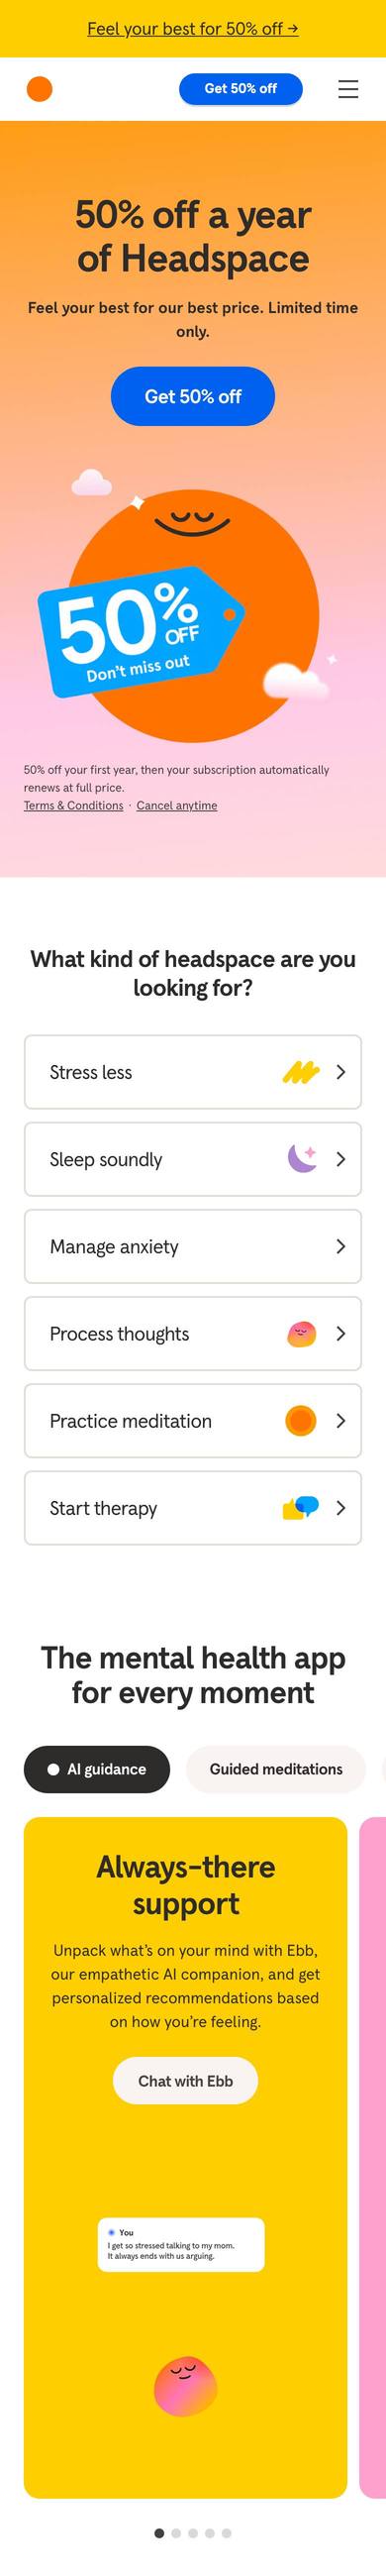 Feel your best for 50% off →
Get 50% off
50% off a year
of Headspace
Feel your best for our best price. Limited time
only.
Get 50% off
50%
OFF
Don't miss out
50% off your first year, then your subscription automatically
renews at full price.
Terms & Conditions · Cancel anytime
What kind of headspace are you
looking for?
Stress less
Sleep soundly
Manage anxiety
Process thoughts
Practice meditation
Start therapy
The mental health app
for every moment
AI guidance
Guided meditations
Always-there
support
Unpack what's on your mind with Ebb,
our empathetic AI companion, and get
personalized recommendations based
on how you're feeling.
Chat with Ebb
You
I get so stressed talking to my mom.
It always ends with us arguing.